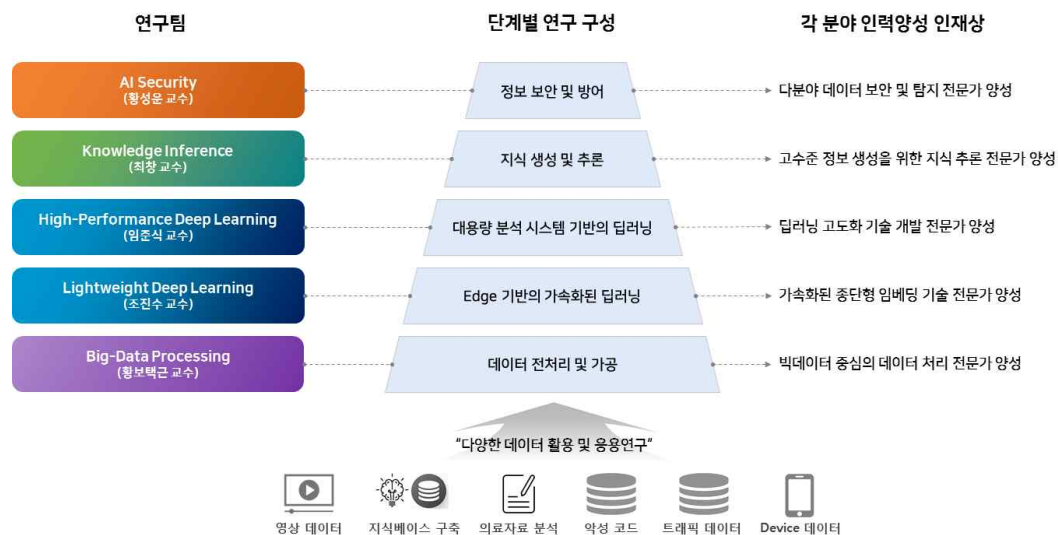 연구팀
단계별 연구 구성
각 분야 인력양성 인재상
AI Security
(황성운 교수)
정보 보안 및 방어
다분야 데이터 보안 및 탐지 전문가 양성
Knowledge Inference
(최창 교수)
지식 생성 및 추론
고수준 정보 생성을 위한 지식 추론 전문가 양성
High-Performance Deep Learning
(임준식 교수)
대용량 분석 시스템 기반의 딥러닝
딥러닝 고도화 기술 개발 전문가 양성
Lightweight Deep Learning
(조진수 교수)
Edge 기반의 가속화된 딥러닝
가속화된 종단형 임베딩 기술 전문가 양성
Big-Data Processing
(황보택근 교수)
데이터 전처리 및 가공
빅데이터 중심의 데이터 처리 전문가 양성
“다양한 데이터 활용 및 응용연구“
영상 데이터
지식베이스 구축
의료자료 분석
악성 코드
트래픽 데이터
Device 데이터